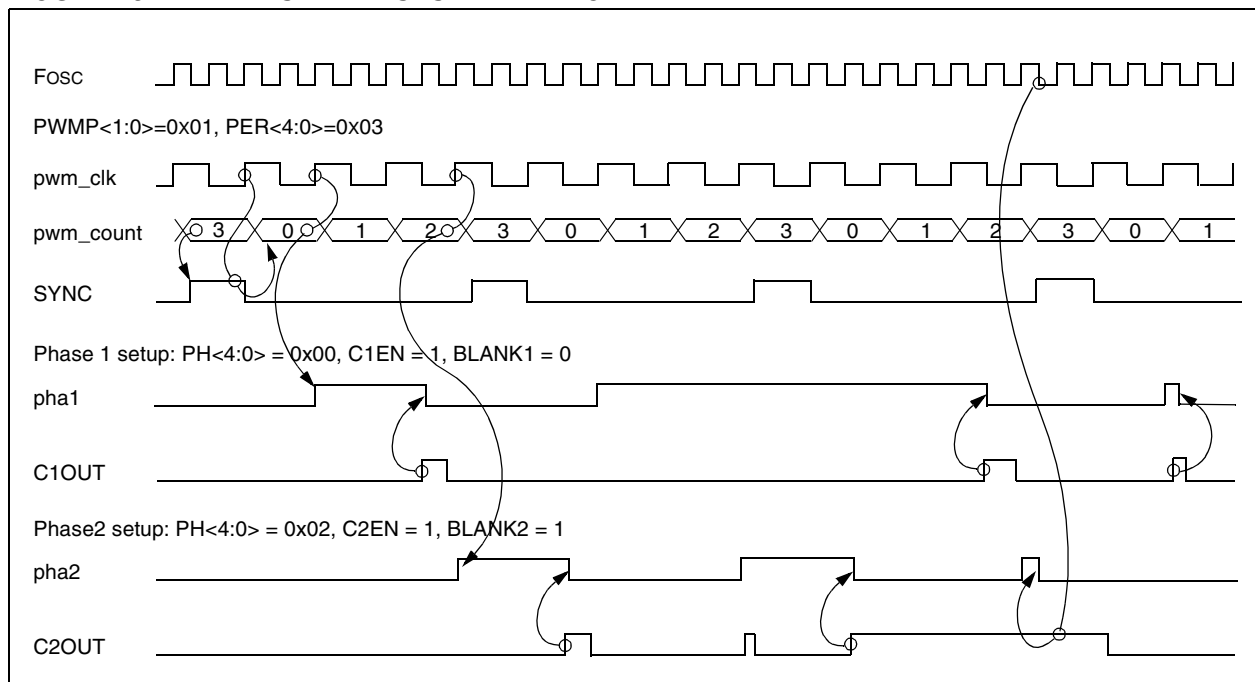 FOSC
PWMP<1:0>=0x01, PER<4:0>=0x03
pwm_clk
pwm_count 3 0 1 2 3 0 1 2 3 0 1 2 3 0 1
SYNC
Phase 1 setup: PH<4:0> = 0x00, C1EN = 1, BLANK1 = 0
pha1
C1OUT
Phase2 setup: PH<4:0> = 0x02, C2EN = 1, BLANK2 = 1
pha2
C2OUT